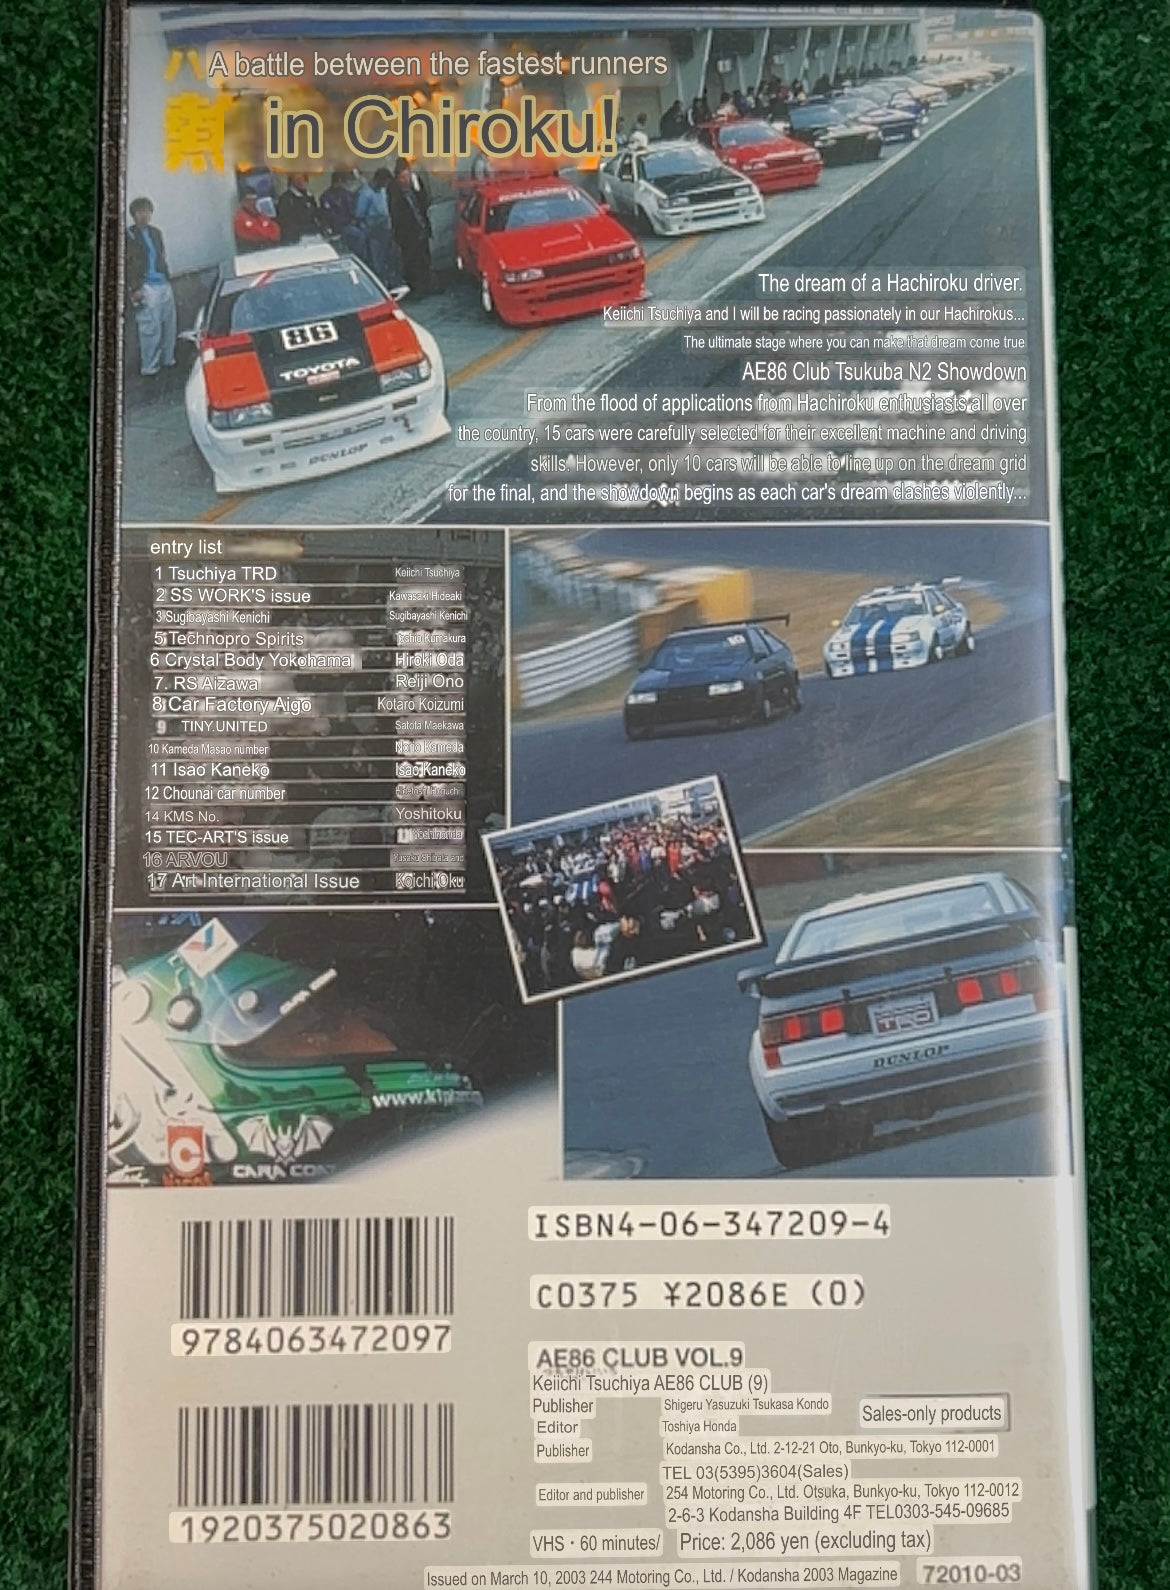 ハ A battle between the fastest runners
in Chiroku!
86
TOYOTA
DUNLOP
The dream of a Hachiroku driver.
Keiichi Tsuchiya and I will be racing passionately in our Hachirokus...
The ultimate stage where you can make that dream come true
AE86 Club Tsukuba N2 Showdown
From the flood of applications from Hachiroku enthusiasts all over
the country, 15 cars were carefully selected for their excellent machine and driving
skills. However, only 10 cars will be able to line up on the dream grid
for the final, and the showdown begins as each car's dream clashes violently...
entry list
1 Tsuchiya TRD Keiichi Tsuchiya
2 SS WORK'S issue Kawasaki Hideaki
3 Sugibayashi Kenichi Sugibayashi Kenichi
5 Technopro Spirits Kumakura
6 Crystal Body Yokohama Hiroki Oda
7. RS Aizawa Reiji Ono
8 Car Factory Aigo Kotaro Koizumi
9 TINY.UNITED Satota Maekawa
10 Kameda Masao number Norio Kameda
11 Isao Kaneko Isao Kaneko
12 Chounai car number
14 KMS No. Yoshitoku
15 TEC-ART'S issue
16 ARVOU Yusaku Shibata and
17 Art International Issue Koichi Oku
TRD
DUNLOP
www.k1pla
CARA
9784063472097
1920375020863
ISBN4-06-347209-4
C0375 ¥2086E (0)
AE86 CLUB VOL.9
Keiichi Tsuchiya AE86 CLUB (9)
Publisher Shigeru Yasuzuki Tsukasa Kondo
Editor Toshiya Honda
Sales-only products
Publisher Kodansha Co., Ltd. 2-12-21 Oto, Bunkyo-ku, Tokyo 112-0001
TEL 03(5395)3604(Sales)
Editor and publisher 254 Motoring Co., Ltd. Otsuka, Bunkyo-ku, Tokyo 112-0012
2-6-3 Kodansha Building 4F TEL0303-545-09685
VHS・60 minutes/ Price: 2,086 yen (excluding tax)
Issued on March 10, 2003 244 Motoring Co., Ltd. / Kodansha 2003 Magazine 72010-03